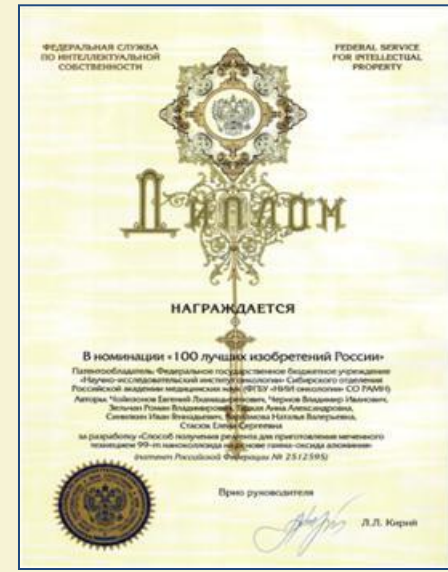 ФЕДЕРАЛЬНАЯ СЛУЖБА
ПО ИНТЕЛЛЕКТУАЛЬНОЙ
СОБСТВЕННОСТИ
FEDERAL SERVICE
FOR INTELLECTUAL
PROPERTY
ДИПЛОМ
НАГРАЖДАЕТСЯ
В номинации «100 лучших изобретений России»
Патентообладатель: Федеральное государственное бюджетное учреждение
«Научно-исследовательский институт онкологии» Сибирского отделения
Российской академии медицинских наук (ФГБУ «НИИ онкологии» СО РАМН)
Авторы: Чойнзонов Евгений Лхамацыренович, Чернов Владимир Иванович,
Зельчан Роман Владимирович, Анна Александровна,
Синилкин Иван Геннадьевич, Варламова Наталья Валерьевна,
Стасюк Елена Сергеевна
за разработку «Способ получения реагента для приготовления меченного
технецием 99-m наноколлоида на основе гамма-оксида алюминия»
(патент Российской Федерации № 2512595)
Врио руководителя
Л.Л. Кирий